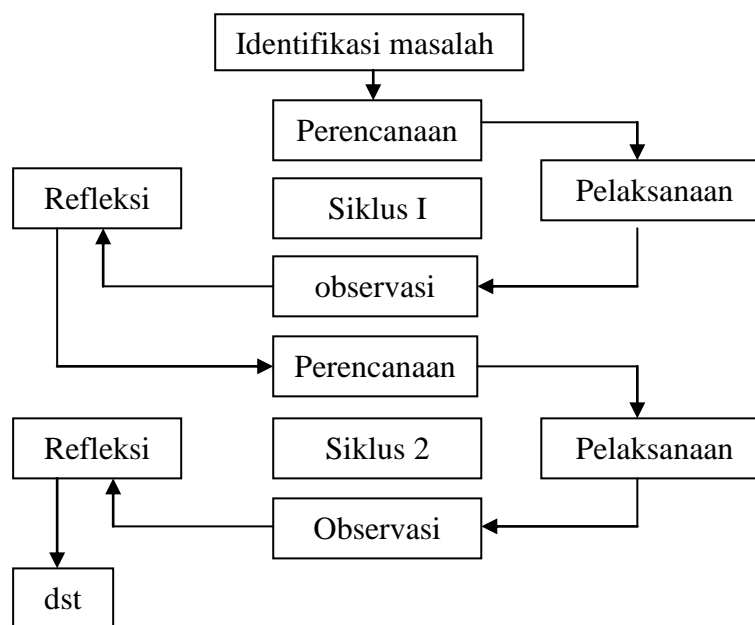 Identifikasi masalah
Perencanaan
Pelaksanaan
Refleksi
Siklus I
observasi
Perencanaan
Refleksi
Siklus 2
Pelaksanaan
Observasi
dst